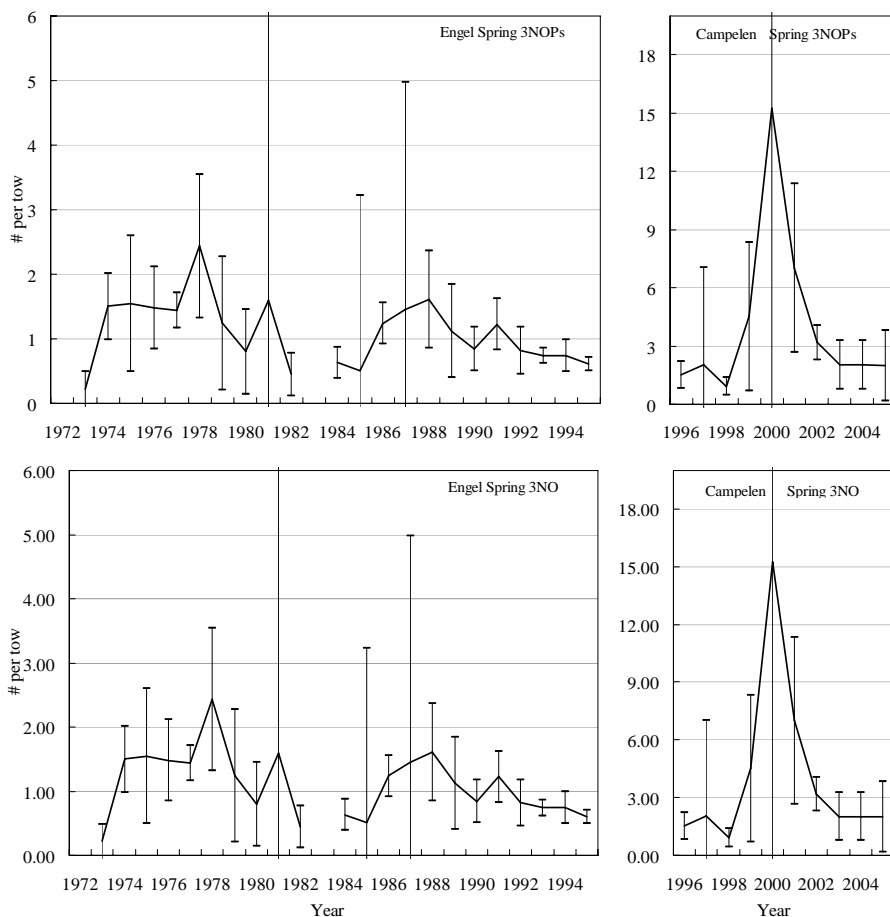 Engel Spring 3NOPs
# per tow
6
5
4
3
2
1
0
1972 1974 1976 1978 1980 1982 1984 1986 1988 1990 1992 1994
Campelen Spring 3NOPs
18
15
12
9
6
3
0
1996 1998 2000 2002 2004
Engel Spring 3NO
# per tow
6.00
5.00
4.00
3.00
2.00
1.00
0.00
1972 1974 1976 1978 1980 1982 1984 1986 1988 1990 1992 1994
Year
Campelen Spring 3NO
18.00
15.00
12.00
9.00
6.00
3.00
0.00
1996 1998 2000 2002 2004
Year